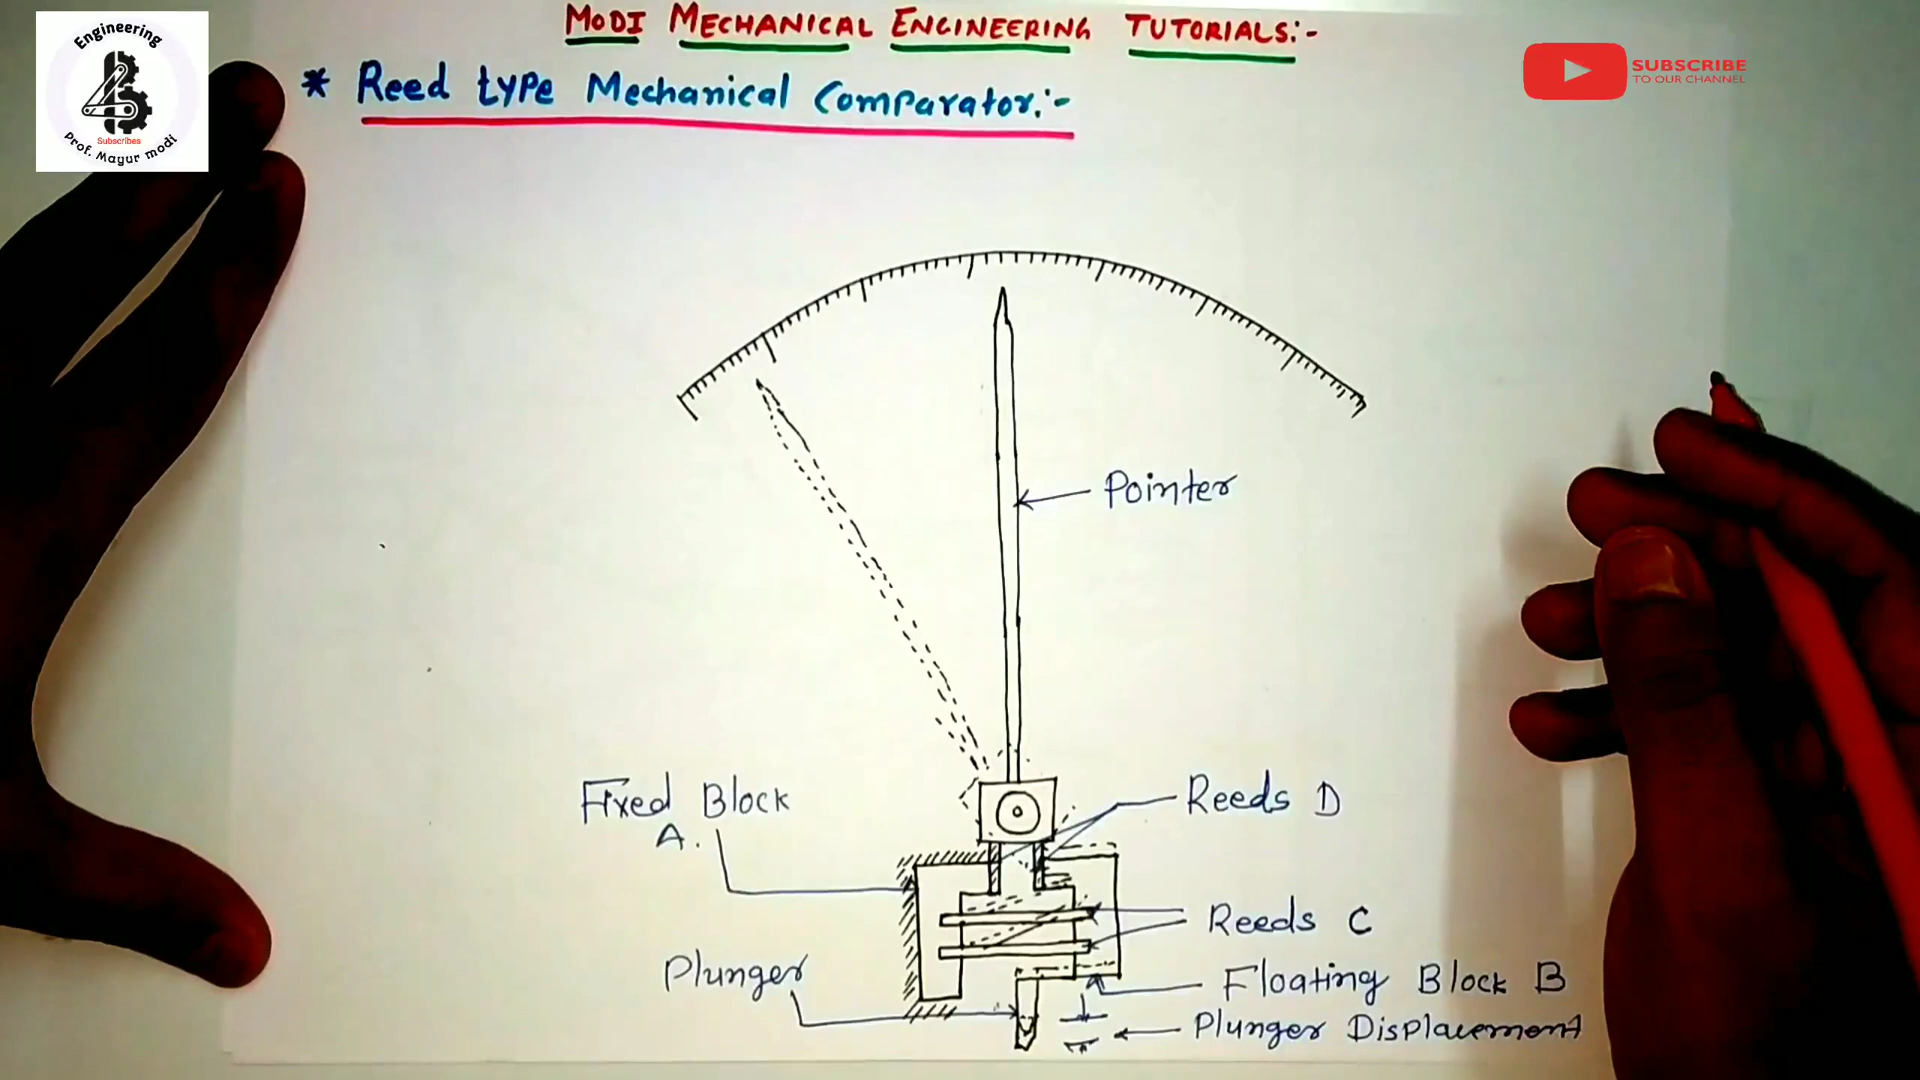 MODI MECHANICAL ENGINEERING TUTORIALS:-
* Reed type Mechanical Comparator:-
Engineering
Subscribes
Prof. Mayur modi
SUBSCRIBE
TO OUR CHANNEL
Pointer
Fixed Block
A.
Reeds D
Reeds C
Plunger
Floating Block B
Plunger Displacement